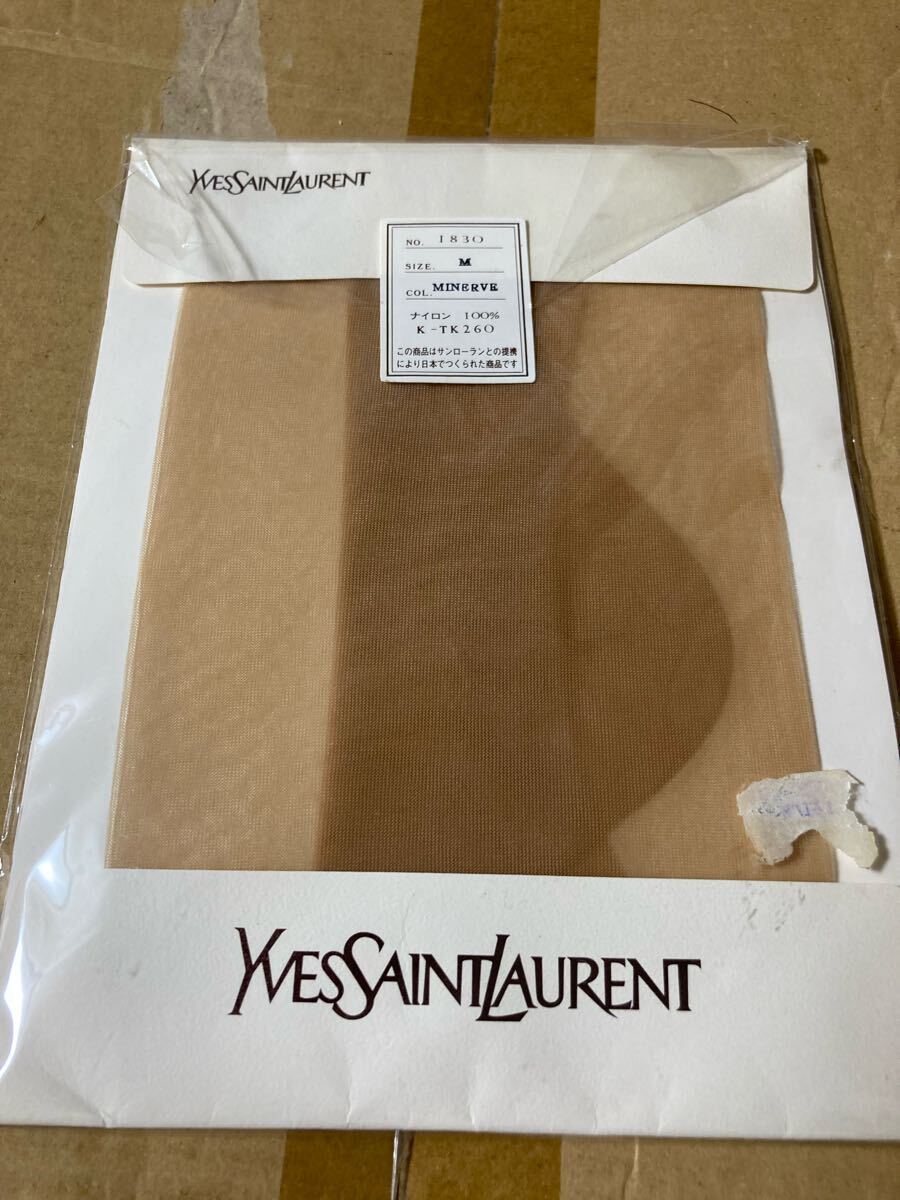 YVESSAINTLAURENT
NO. 1830
SIZE. M
COL. MINERVE
ナイロン 100%
K-TK260
この商品はサンローランとの提携
により日本でつくられた商品です
YVESSAINTLAURENT